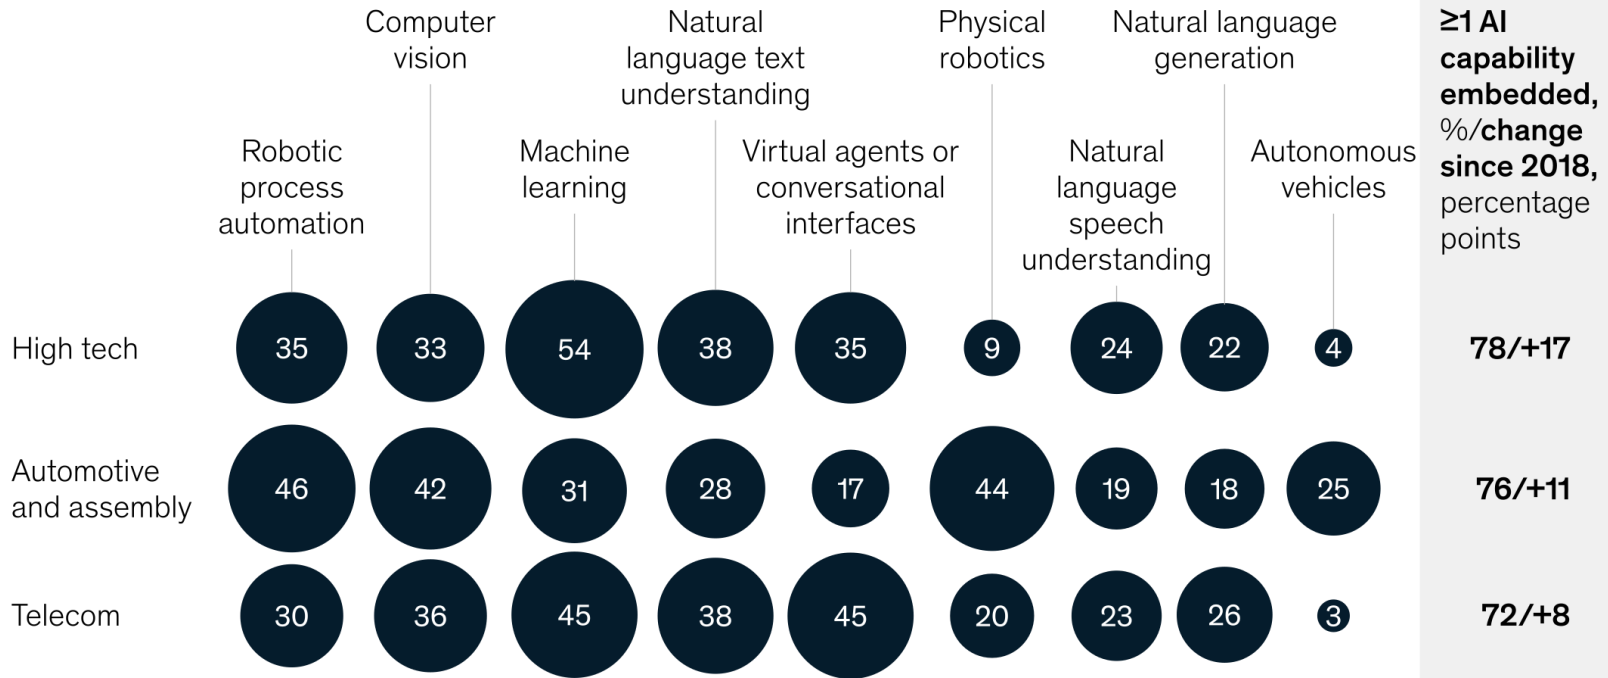 Computer
vision
Natural
language text
understanding
Physical
robotics
Natural language
generation
Robotic
process
automation
Machine
learning
Virtual agents or
conversational
interfaces
Natural
language
speech
understanding
Autonomous
vehicles
≥1 AI
capability
embedded,
%/change
since 2018,
percentage
points
High tech
35 33 54 38 35 9 24 22 4 78/+17
Automotive
and assembly
46 42 31 28 17 44 19 18 25 76/+11
Telecom
30 36 45 38 45 20 23 26 3 72/+8